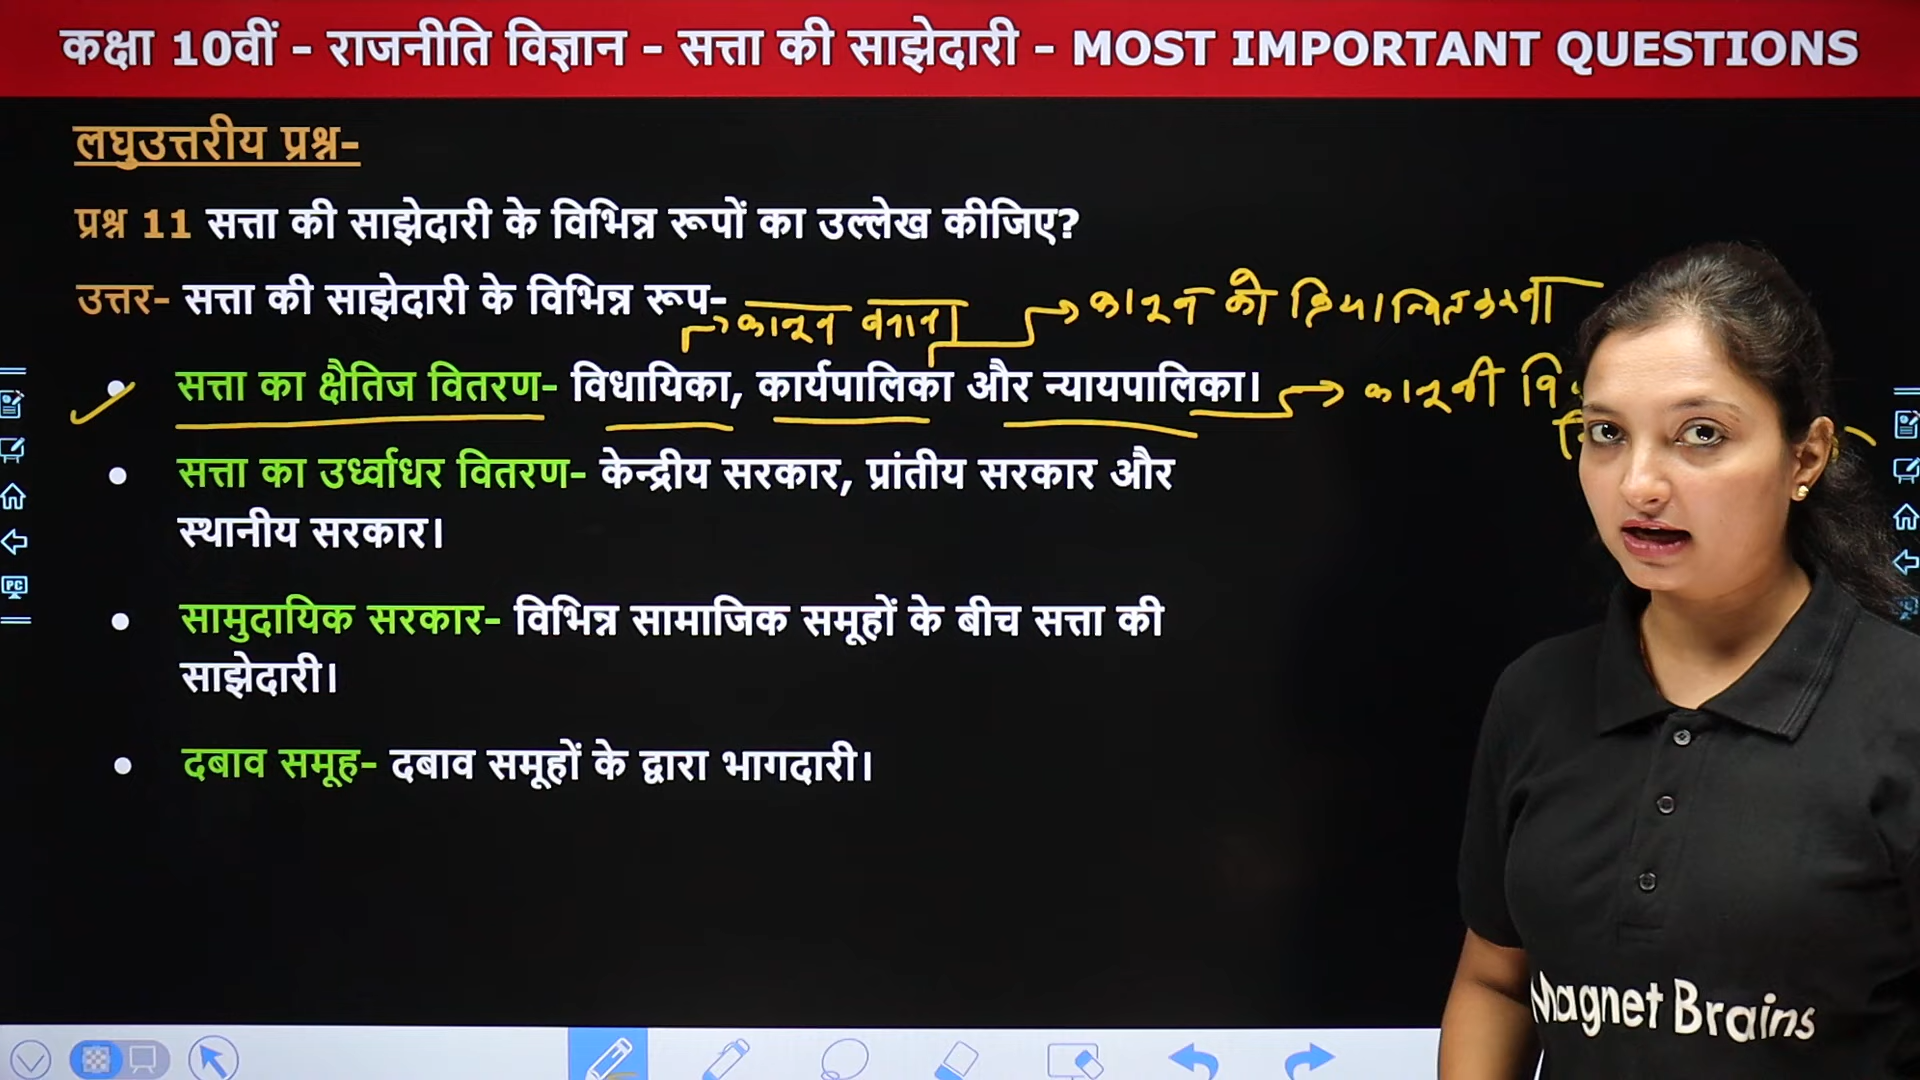 कक्षा 10वीं - राजनीति विज्ञान - सत्ता की साझेदारी - MOST IMPORTANT QUESTIONS
लघुउत्तरीय प्रश्न-
प्रश्न 11 सत्ता की साझेदारी के विभिन्न रूपों का उल्लेख कीजिए?
उत्तर- सत्ता की साझेदारी के विभिन्न रूप-
कानून बनाना
कानून को क्रियान्वित करना
सत्ता का क्षैतिज वितरण- विधायिका, कार्यपालिका और न्यायपालिका।
कानूनी
सत्ता का उर्ध्वाधर वितरण- केन्द्रीय सरकार, प्रांतीय सरकार और
स्थानीय सरकार।
सामुदायिक सरकार- विभिन्न सामाजिक समूहों के बीच सत्ता की
साझेदारी।
दबाव समूह- दबाव समूहों के द्वारा भागदारी।
PC
Magnet Brains